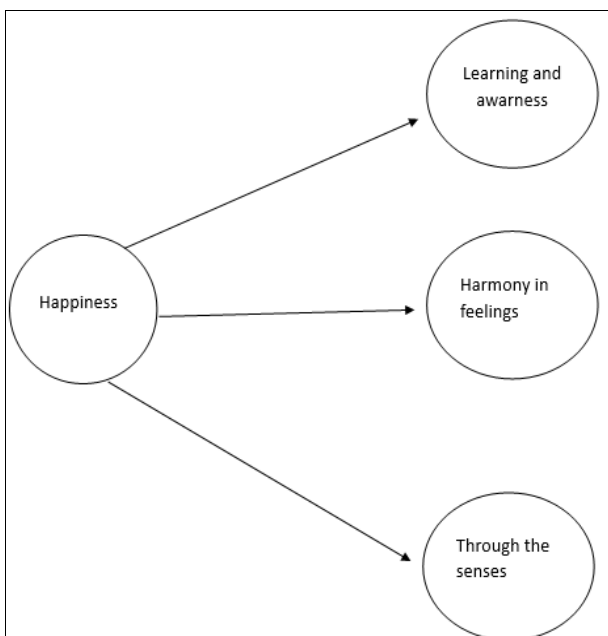 Learning and
awarness
Happiness
Harmony in
feelings
Through the
senses